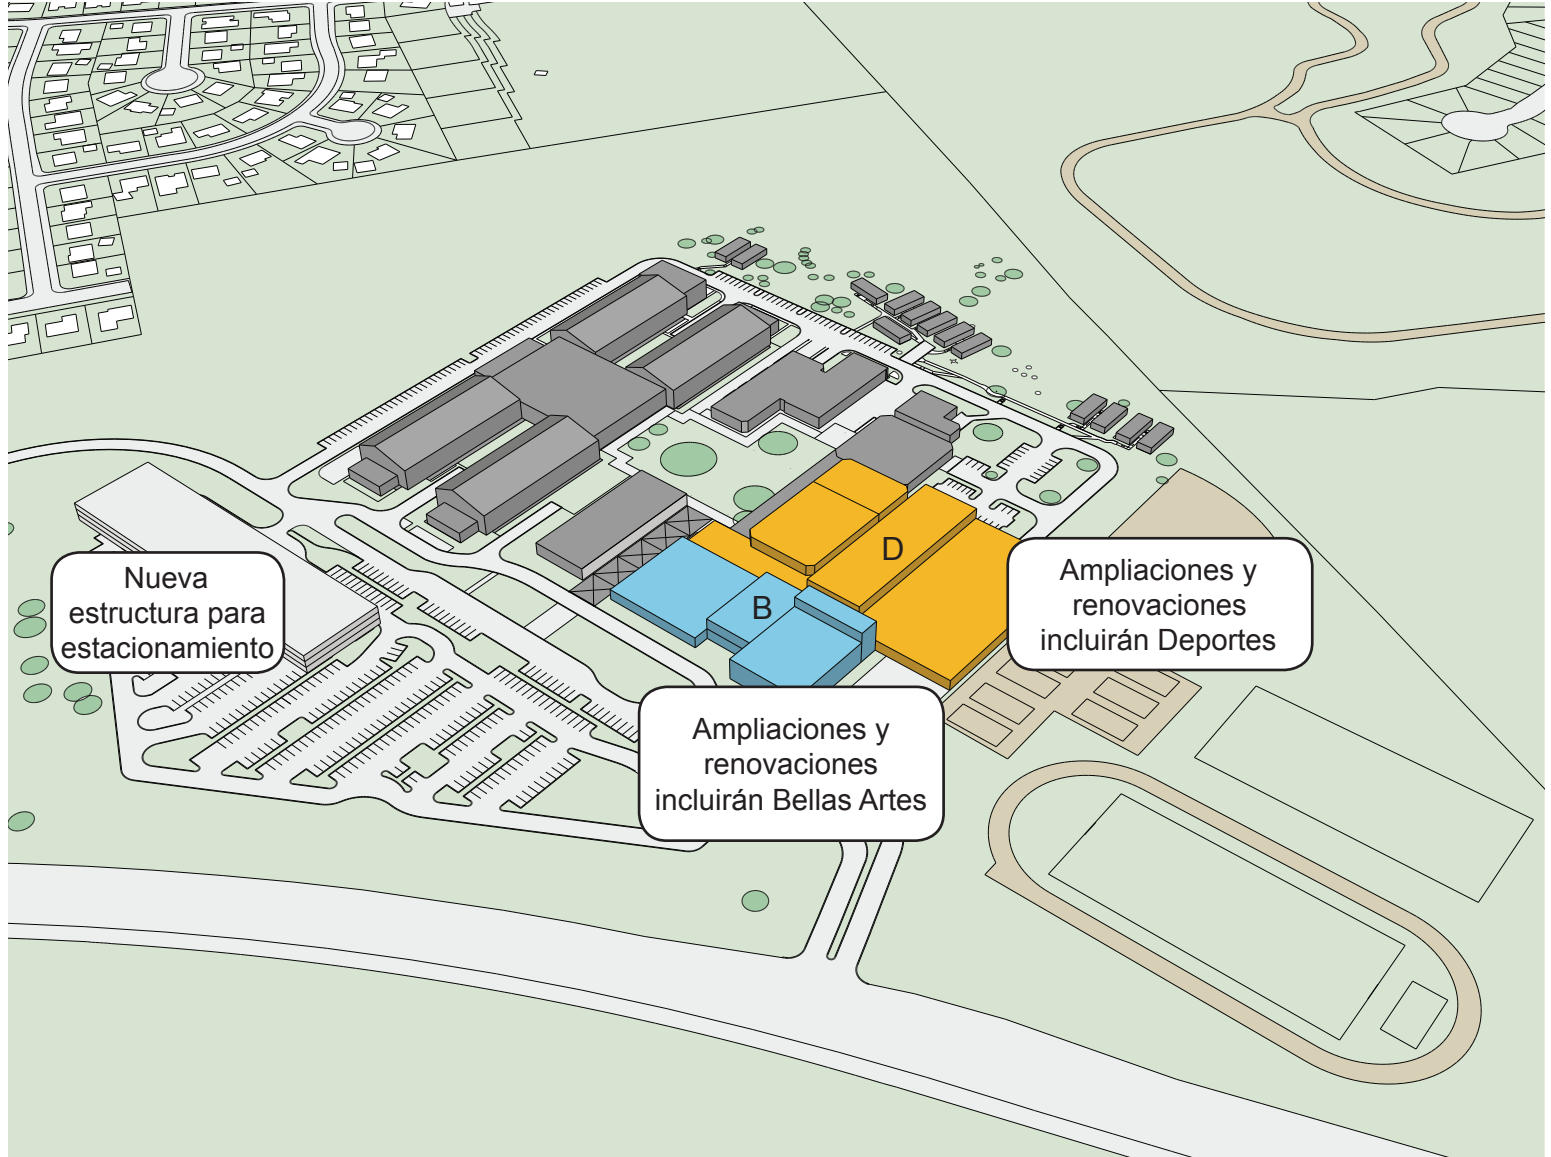 D
B
Nueva
estructura para
estacionamiento
Ampliaciones y
renovaciones
incluirán Deportes
Ampliaciones y
renovaciones
incluirán Bellas Artes